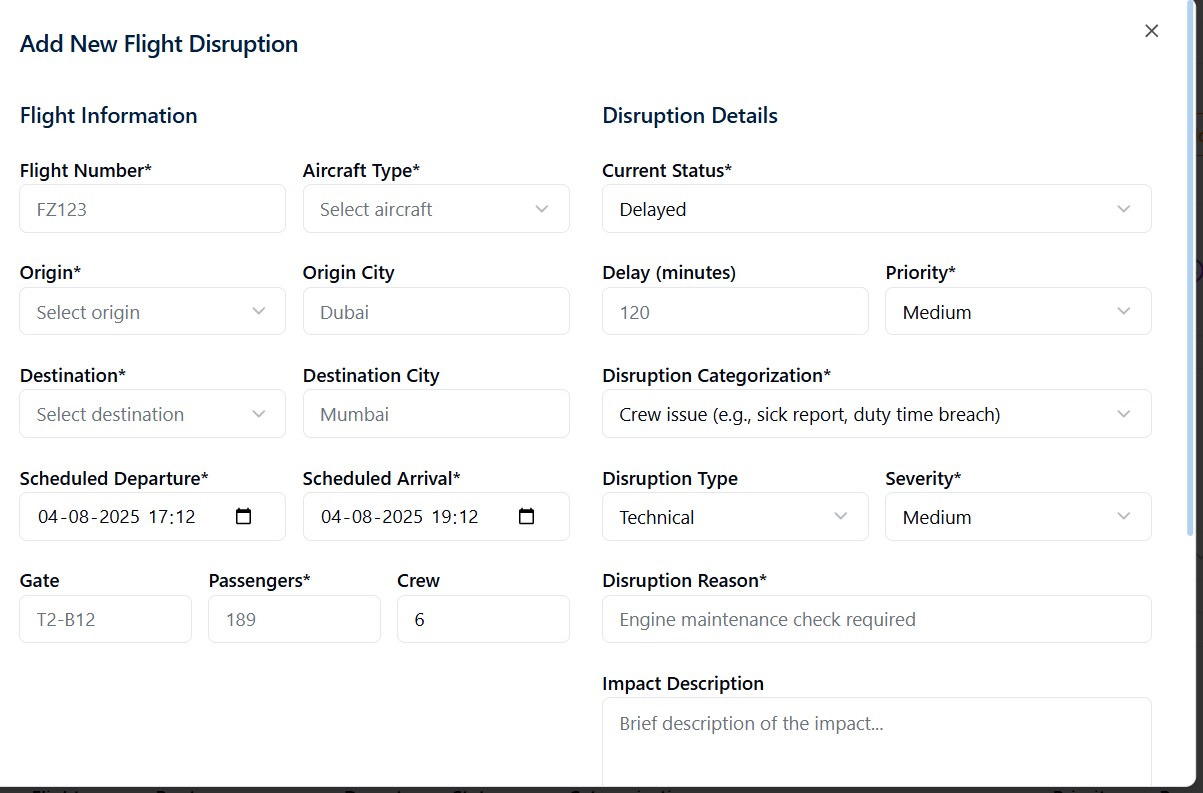 Add New Flight Disruption
Flight Information
Flight Number*
Aircraft Type*
FZ123
Select aircraft
Origin*
Origin City
Select origin
Dubai
Destination*
Destination City
Select destination
Mumbai
Scheduled Departure*
Scheduled Arrival*
04-08-2025 17:12
04-08-2025 19:12
Gate
Passengers*
Crew
T2-B12
189
6
Disruption Details
Current Status*
Delayed
Delay (minutes)
Priority*
120
Medium
Disruption Categorization*
Crew issue (e.g., sick report, duty time breach)
Disruption Type
Severity*
Technical
Medium
Disruption Reason*
Engine maintenance check required
Impact Description
Brief description of the impact...